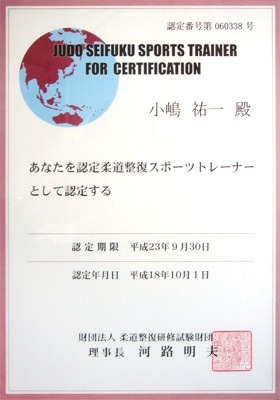 認定番号第 060338 号
JUDO SEIFUKU SPORTS TRAINER
FOR CERTIFICATION
小嶋 祐一 殿
あなたを認定柔道整復スポーツトレーナー
として認定する
認定期限 平成23年9月30日
認定年月日 平成18年10月1日
財団法人 柔道整復研修試験財団
理事長 河路明夫